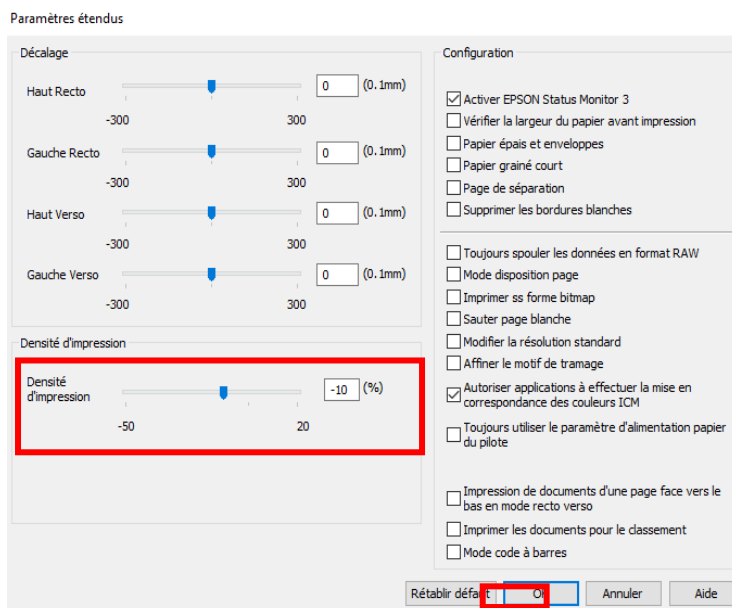 Paramètres étendus
Décalage
Haut Recto
0 (0.1mm)
-300 300
Gauche Recto
0 (0.1mm)
-300 300
Haut Verso
0 (0.1mm)
-300 300
Gauche Verso
0 (0.1mm)
-300 300
Densité d'impression
Densité
d'impression
-10 (%)
-50 20
Configuration
Activer EPSON Status Monitor 3
Vérifier la largeur du papier avant impression
Papier épais et enveloppes
Papier grainé court
Page de séparation
Supprimer les bordures blanches
Toujours spouler les données en format RAW
Mode disposition page
Imprimer ss forme bitmap
Sauter page blanche
Modifier la résolution standard
Affiner le motif de tramage
Autoriser applications à effectuer la mise en
correspondance des couleurs ICM
Toujours utiliser le paramètre d'alimentation papier
du pilote
Impression de documents d'une page face vers le
bas en mode recto verso
Imprimer les documents pour le classement
Mode code à barres
Rétablir défaut OK Annuler Aide